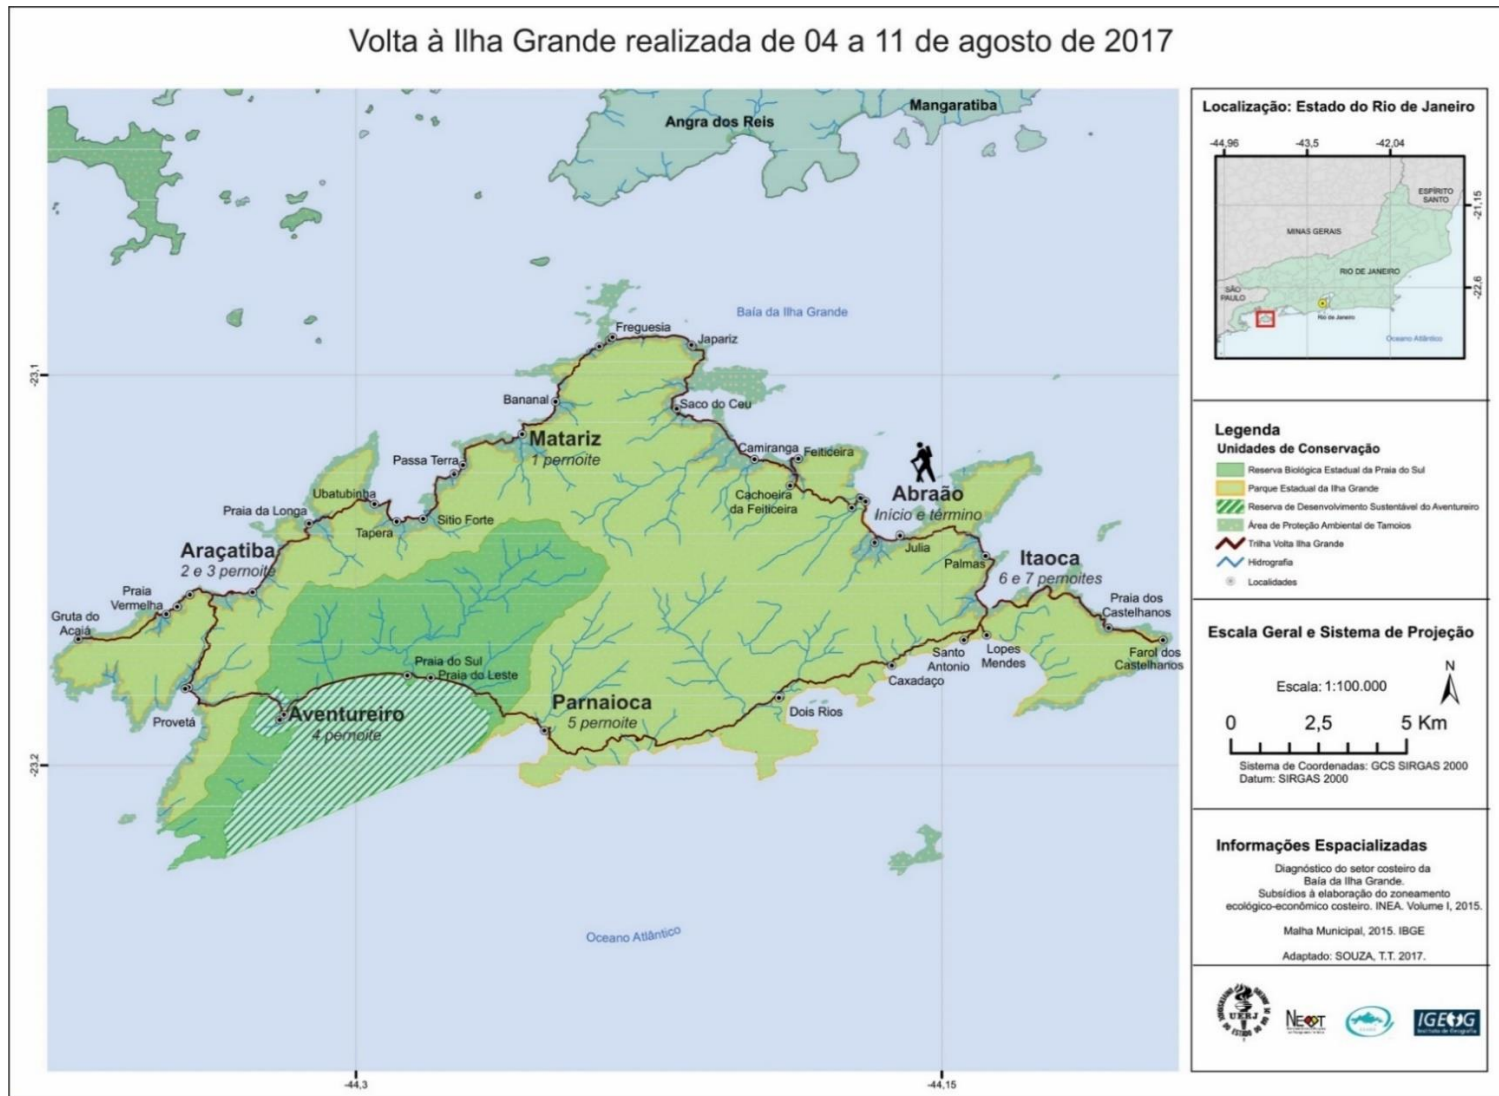 Volta à Ilha Grande realizada de 04 a 11 de agosto de 2017
Mangaratiba
Angra dos Reis
Baía da Ilha Grande
Freguesia
Japariz
-23,1
Bananal
Saco do Ceu
Matariz
1 pernoite
Passa Terra
Camiranga
Feiticeira
Cachoeira
da Feiticeira
Abraão
Início e término
Ubatubinha
Praia da Longa
Tapera
Sitio Forte
Julia
Araçatiba
2 e 3 pernoite
Palmas
Itaoca
6 e 7 pernoites
Praia
Vermelha
Gruta do
Acaiá
Praia dos
Castelhanos
Farol dos
Castelhanos
Santo
Antonio
Lopes
Mendes
Praia do Sul
Praia do Leste
Caxadaço
Provetá
Aventureiro
4 pernoite
Parnaioca
5 pernoite
Dois Rios
-23,2
Oceano Atlântico
-44,3
-44,15
Localização: Estado do Rio de Janeiro
-44,96
-43,5
-42,04
ESPÍRITO
SANTO
-21,15
MINAS GERAIS
RIO DE JANEIRO
SÃO
PAULO
-22,6
Rio de Janeiro
Oceano Atlântico
Legenda
Unidades de Conservação
Reserva Biológica Estadual da Praia do Sul
Parque Estadual da Ilha Grande
Reserva de Desenvolvimento Sustentável do Aventureiro
Área de Proteção Ambiental de Tamoios
Trilha Volta Ilha Grande
Hidrografia
Localidades
Escala Geral e Sistema de Projeção
N
Escala: 1:100.000
0 2,5 5 Km
Sistema de Coordenadas: GCS SIRGAS 2000
Datum: SIRGAS 2000
Informações Espacializadas
Diagnóstico do setor costeiro da
Baía da Ilha Grande.
Subsídios à elaboração do zoneamento
ecológico-econômico costeiro. INEA. Volume I, 2015.
Malha Municipal, 2015. IBGE
Adaptado: SOUZA, T.T. 2017.
UERJ
IGEOG
Instituto de Geografia